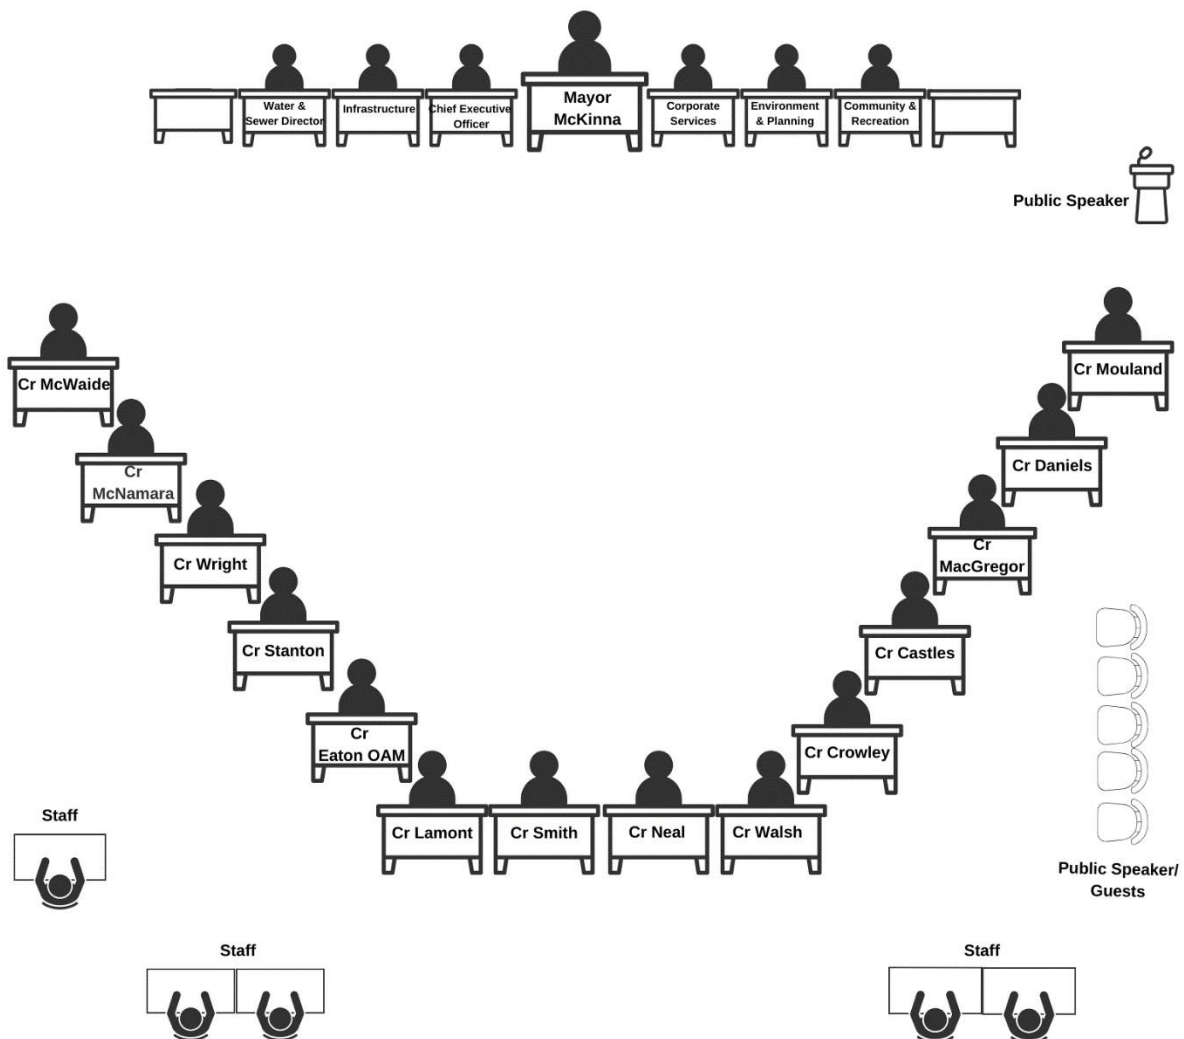 Water &
Sewer Director
Infrastructure
Chief Executive
Officer
Mayor
McKinna
Corporate
Services
Environment
& Planning
Community &
Recreation
Public Speaker
Cr McWaide
Cr Mouland
Cr
McNamara
Cr Daniels
Cr Wright
Cr
MacGregor
Cr Stanton
Cr Castles
Cr
Eaton OAM
Cr Crowley
Cr Lamont
Cr Smith
Cr Neal
Cr Walsh
Staff
Public Speaker/
Guests
Staff
Staff